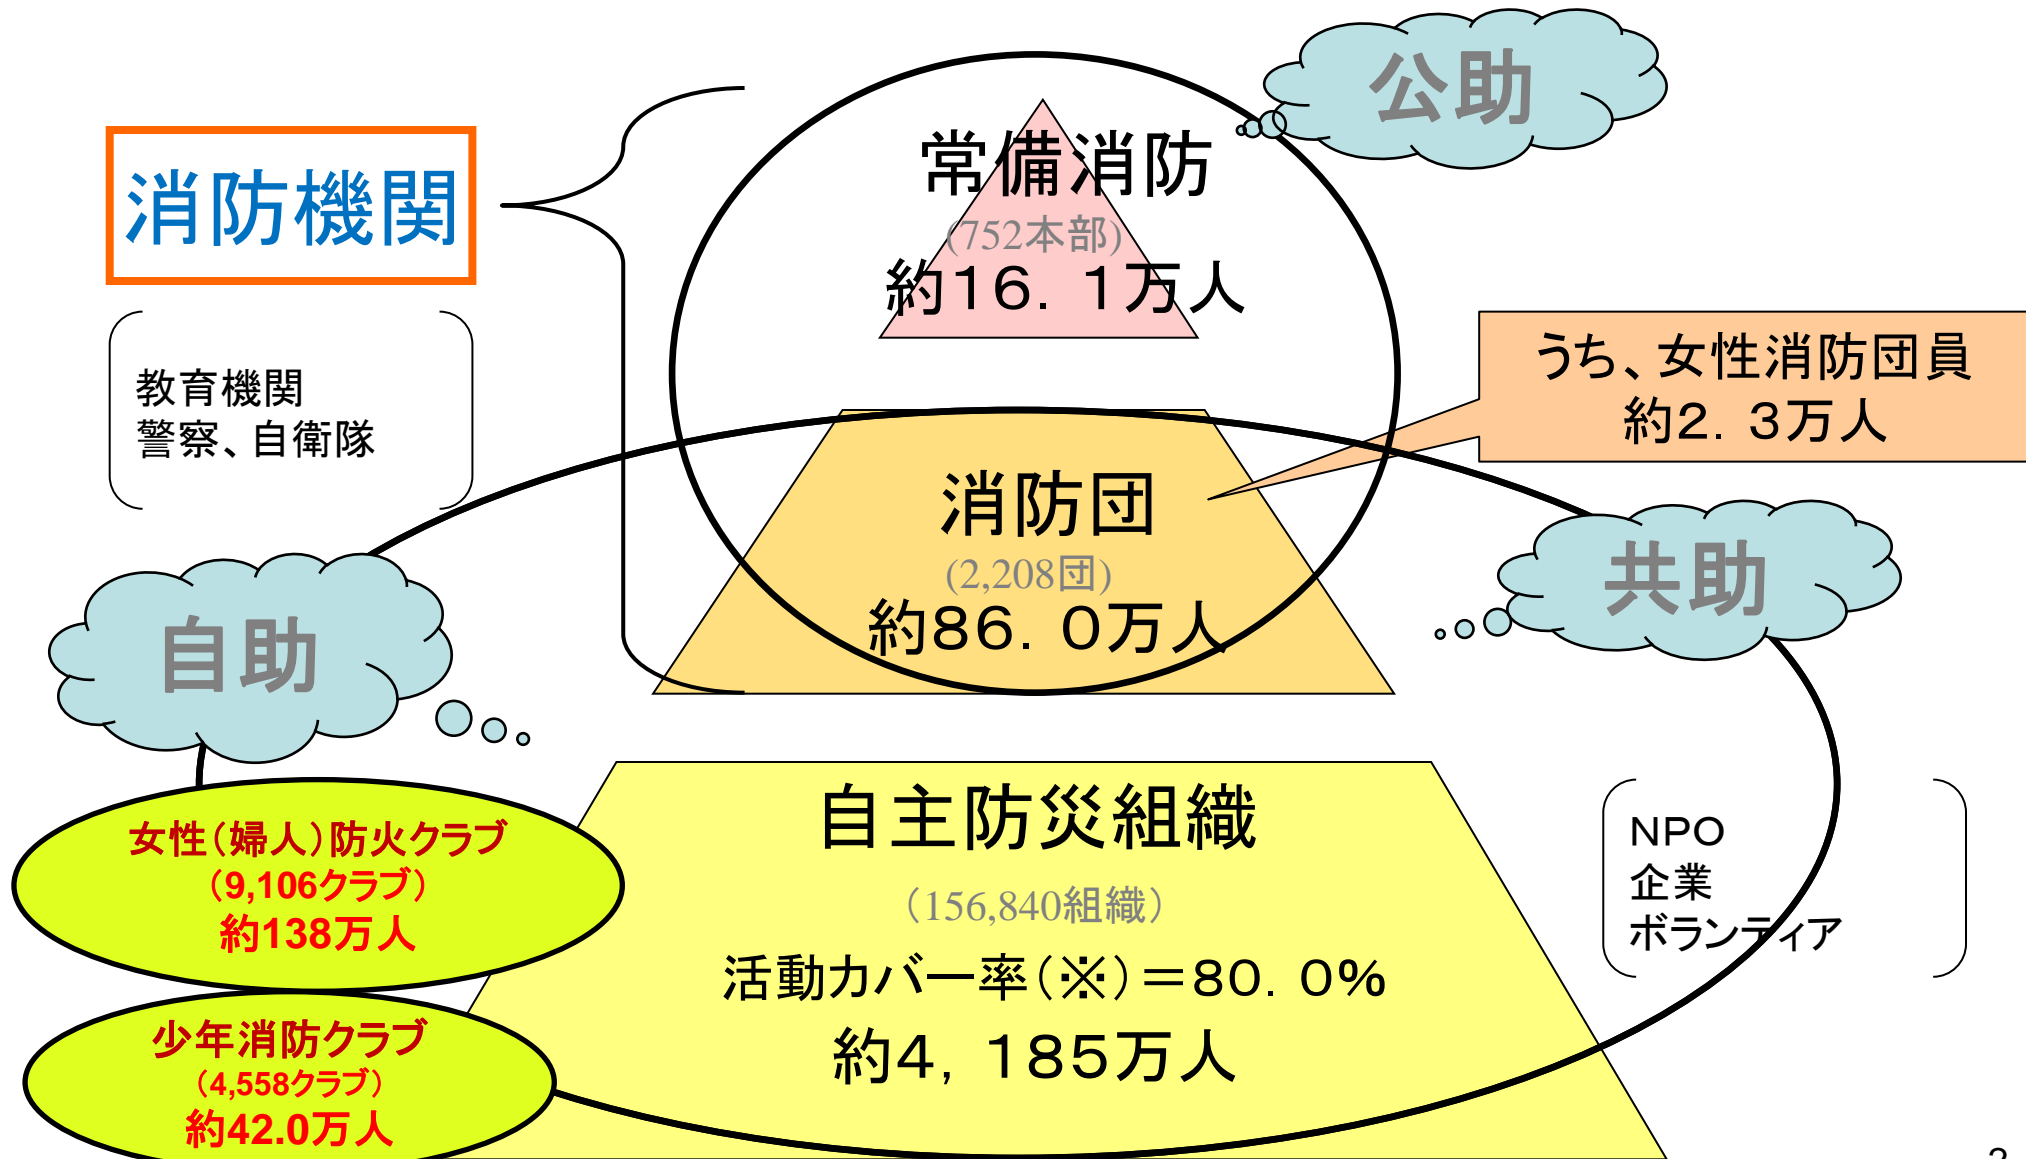 公助
常備消防
(752本部)
約16．1万人
消防機関
教育機関
警察、自衛隊
うち、女性消防団員
約2．3万人
消防団
(2,208団)
約86．0万人
共助
自助
自主防災組織
（156,840組織）
活動カバー率（※）＝80．0％
約4，185万人
女性（婦人）防火クラブ
（9,106クラブ）
約138万人
少年消防クラブ
（4,558クラブ）
約42.0万人
NPO
企業
ボランティア